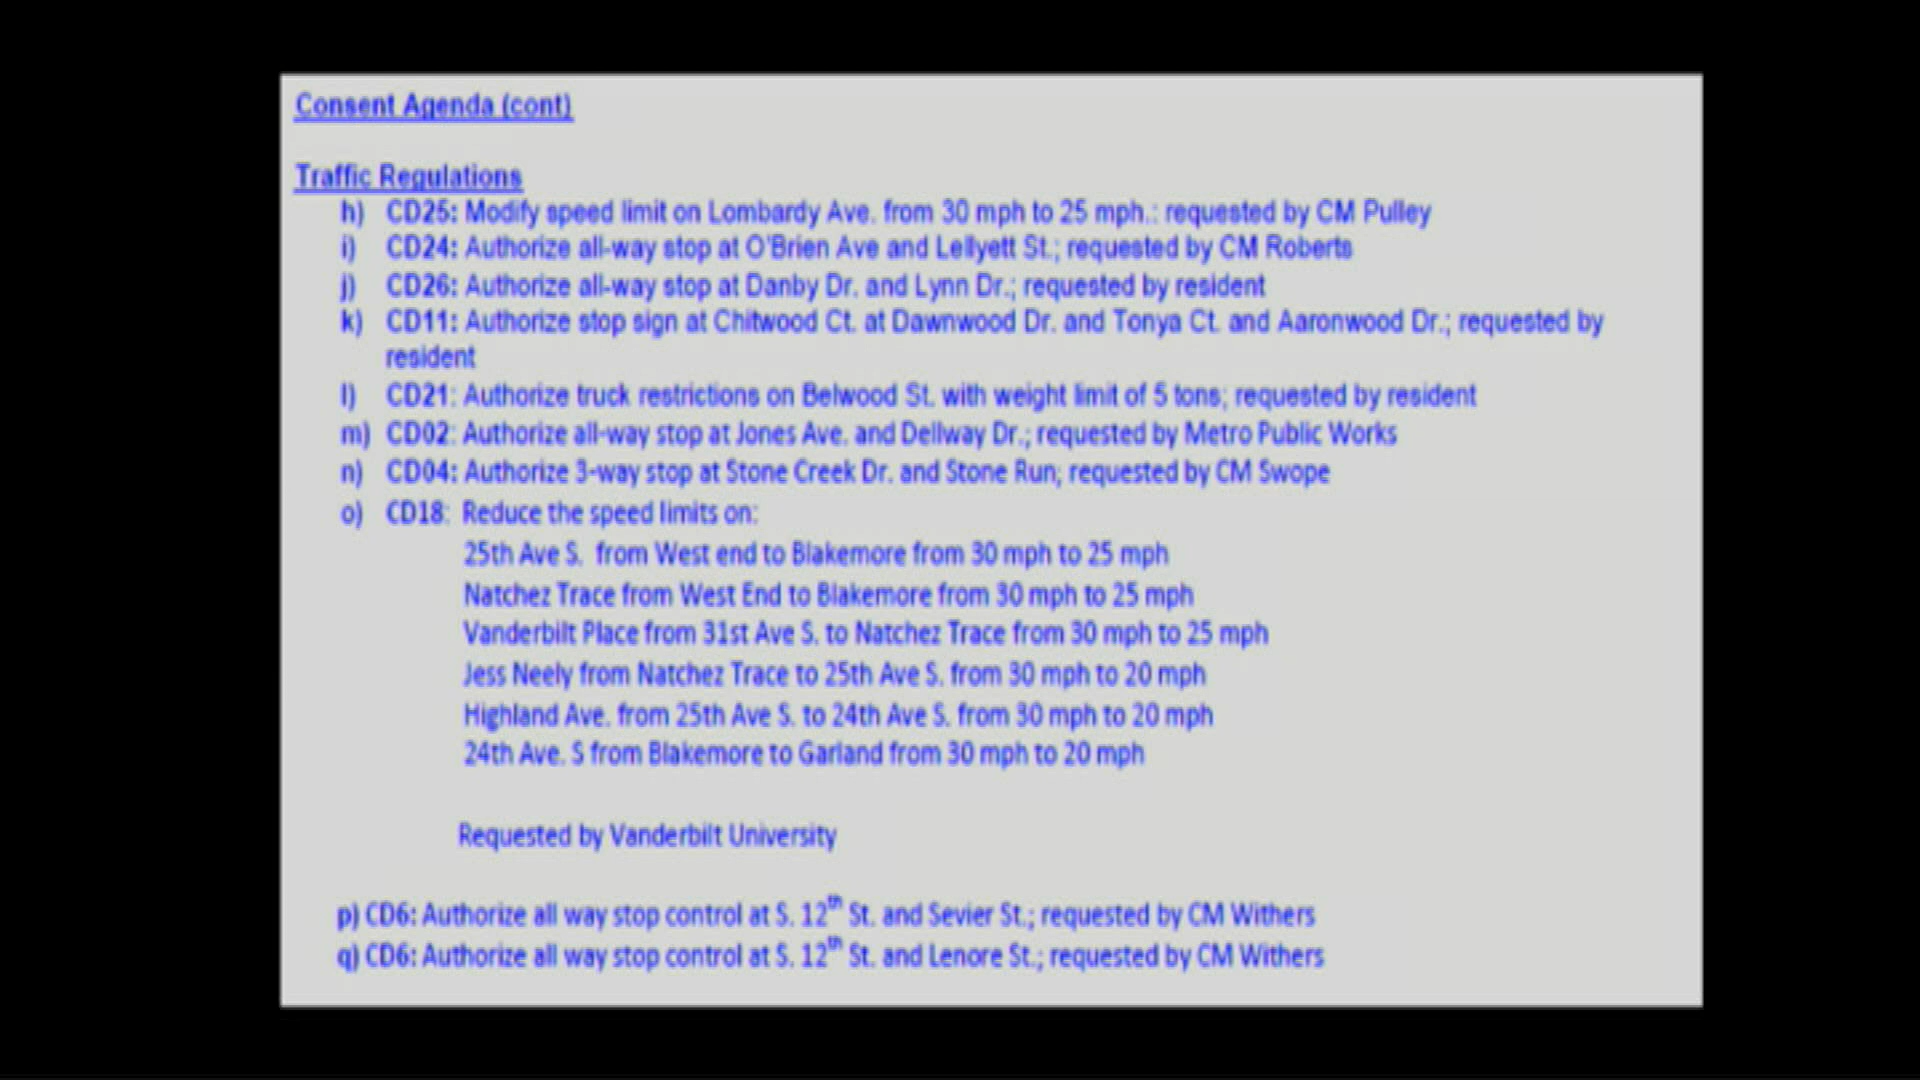 Consent Agenda (cont)
Traffic Regulations
h) CD25: Modify speed limit on Lombardy Ave. from 30 mph to 25 mph.: requested by CM Pulley
i) CD24: Authorize all-way stop at O'Brien Ave and Lellyett St.; requested by CM Roberts
j) CD26: Authorize all-way stop at Danby Dr. and Lynn Dr.; requested by resident
k) CD11: Authorize stop sign at Chitwood Ct. at Dawnwood Dr. and Tonya Ct. and Aaronwood Dr.; requested by
resident
l) CD21: Authorize truck restrictions on Belwood St. with weight limit of 5 tons; requested by resident
m) CD02: Authorize all-way stop at Jones Ave. and Dellway Dr.; requested by Metro Public Works
n) CD04: Authorize 3-way stop at Stone Creek Dr. and Stone Run; requested by CM Swope
o) CD18: Reduce the speed limits on:
25th Ave S. from West end to Blakemore from 30 mph to 25 mph
Natchez Trace from West End to Blakemore from 30 mph to 25 mph
Vanderbilt Place from 31st Ave S. to Natchez Trace from 30 mph to 25 mph
Jess Neely from Natchez Trace to 25th Ave S. from 30 mph to 20 mph
Highland Ave. from 25th Ave S. to 24th Ave S. from 30 mph to 20 mph
24th Ave. S from Blakemore to Garland from 30 mph to 20 mph
Requested by Vanderbilt University
p) CD6: Authorize all way stop control at S. 12th St. and Sevier St.; requested by CM Withers
q) CD6: Authorize all way stop control at S. 12th St. and Lenore St.; requested by CM Withers